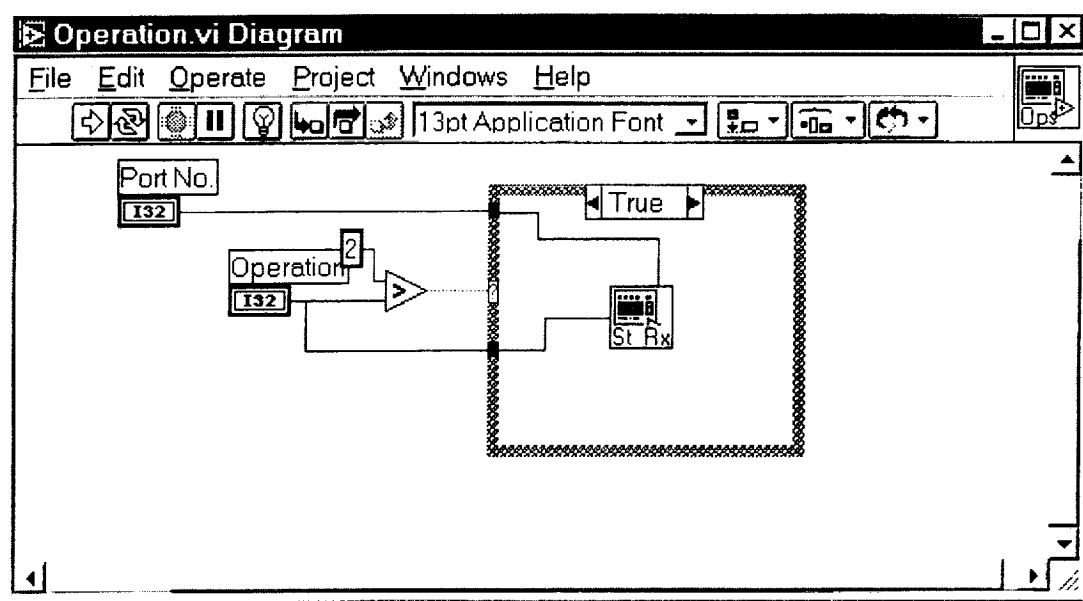 Operation.vi Diagram
File Edit Operate Project Windows Help
13pt Application Font
Ops
Port No.
I32
True
2
Operation
I32
>
?
St Rx